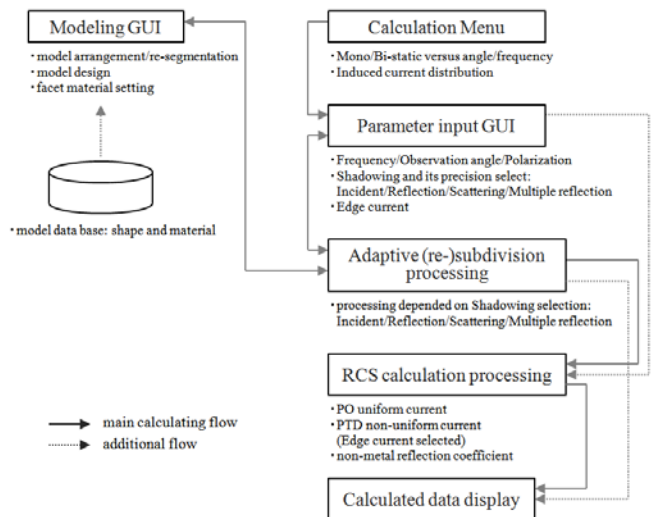 Modeling GUI
・model arrangement/re-segmentation
・model design
・facet material setting
・model data base: shape and material
Calculation Menu
・Mono/Bi-static versus angle/frequency
・Induced current distribution
Parameter input GUI
・Frequency/Observation angle/Polarization
・Shadowing and its precision select:
Incident/Reflection/Scattering/Multiple reflection
・Edge current
Adaptive (re-)subdivision
processing
・processing depended on Shadowing selection:
Incident/Reflection/Scattering/Multiple reflection
RCS calculation processing
・PO uniform current
・PTD non-uniform current
(Edge current selected)
・non-metal reflection coefficient
Calculated data display
main calculating flow
additional flow